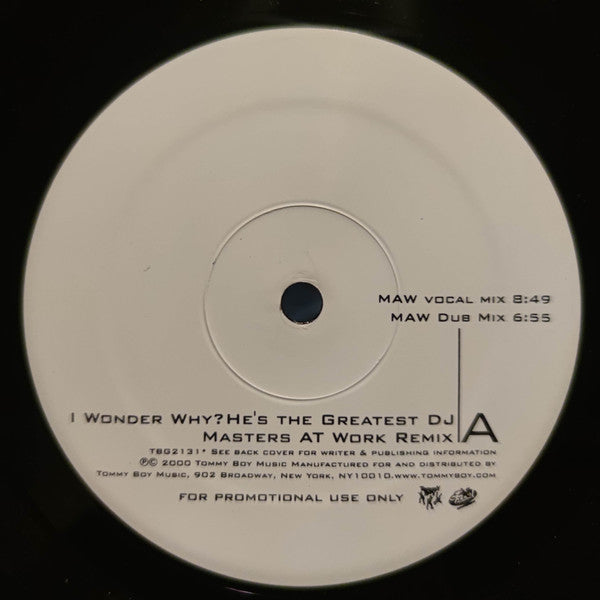 MAW VOCAL MIX 8:49
MAW DUB MIX 6:55
I WONDER WHY?HE'S THE GREATEST DJ
MASTERS AT WORK REMIX
A
TBG2131* SEE BACK COVER FOR WRITER & PUBLISHING INFORMATION
℗© 2000 TOMMY BOY MUSIC MANUFACTURED FOR AND DISTRIBUTED BY
TOMMY BOY MUSIC, 902 BROADWAY, NEW YORK, NY10010.WWW.TOMMYBOY.COM
FOR PROMOTIONAL USE ONLY